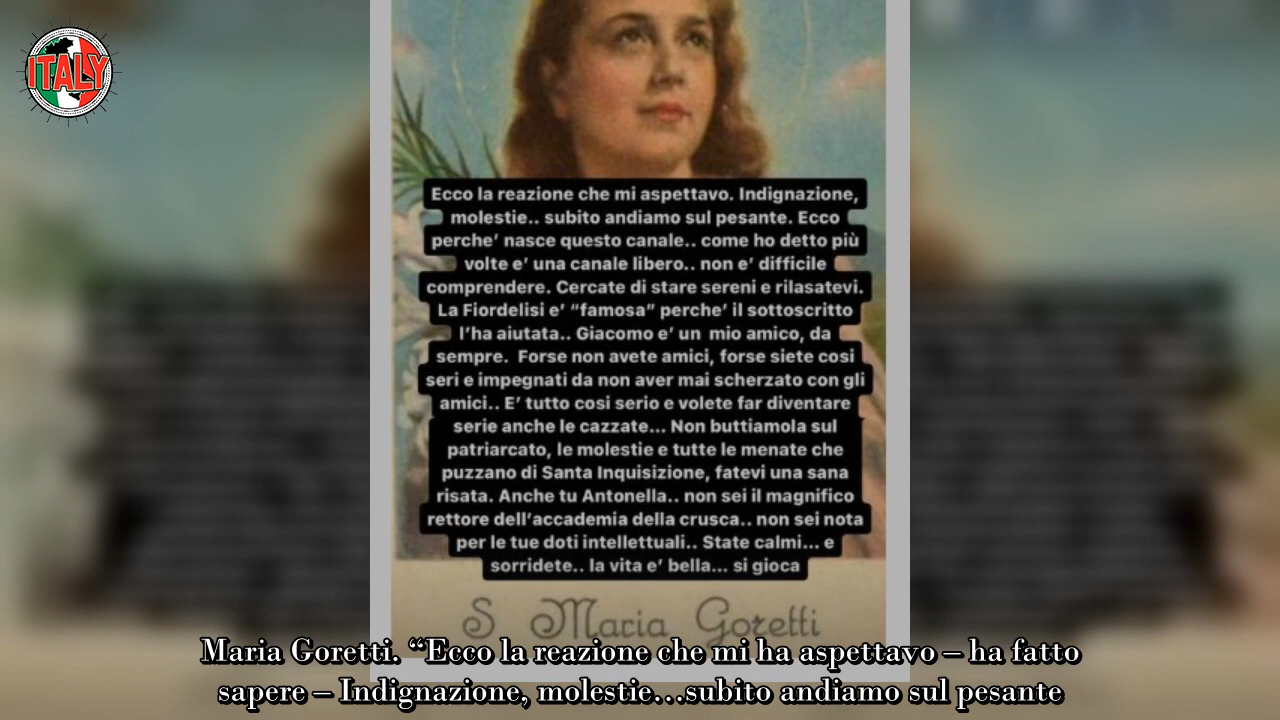 ITALY
Ecco la reazione che mi aspettavo. Indignazione,
molestie.. subito andiamo sul pesante. Ecco
perche’ nasce questo canale.. come ho detto più
volte e’ una canale libero.. non e’ difficile
comprendere. Cercate di stare sereni e rilasatevi.
La Fiordelisi e’ “famosa” perche’ il sottoscritto
l’ha aiutata.. Giacomo e’ un mio amico, da
sempre. Forse non avete amici, forse siete cosi
seri e impegnati da non aver mai scherzato con gli
amici.. E’ tutto cosi serio e volete far diventare
serie anche le cazzate... Non buttiamola sul
patriarcato, le molestie e tutte le menate che
puzzano di Santa Inquisizione, fatevi una sana
risata. Anche tu Antonella.. non sei il magnifico
rettore dell’accademia della crusca.. non sei nota
per le tue doti intellettuali.. State calmi... e
sorridete.. la vita e’ bella... si gioca
S Maria Goretti
Maria Goretti. “Ecco la reazione che mi ha aspettavo – ha fatto
sapere – Indignazione, molestie…subito andiamo sul pesante